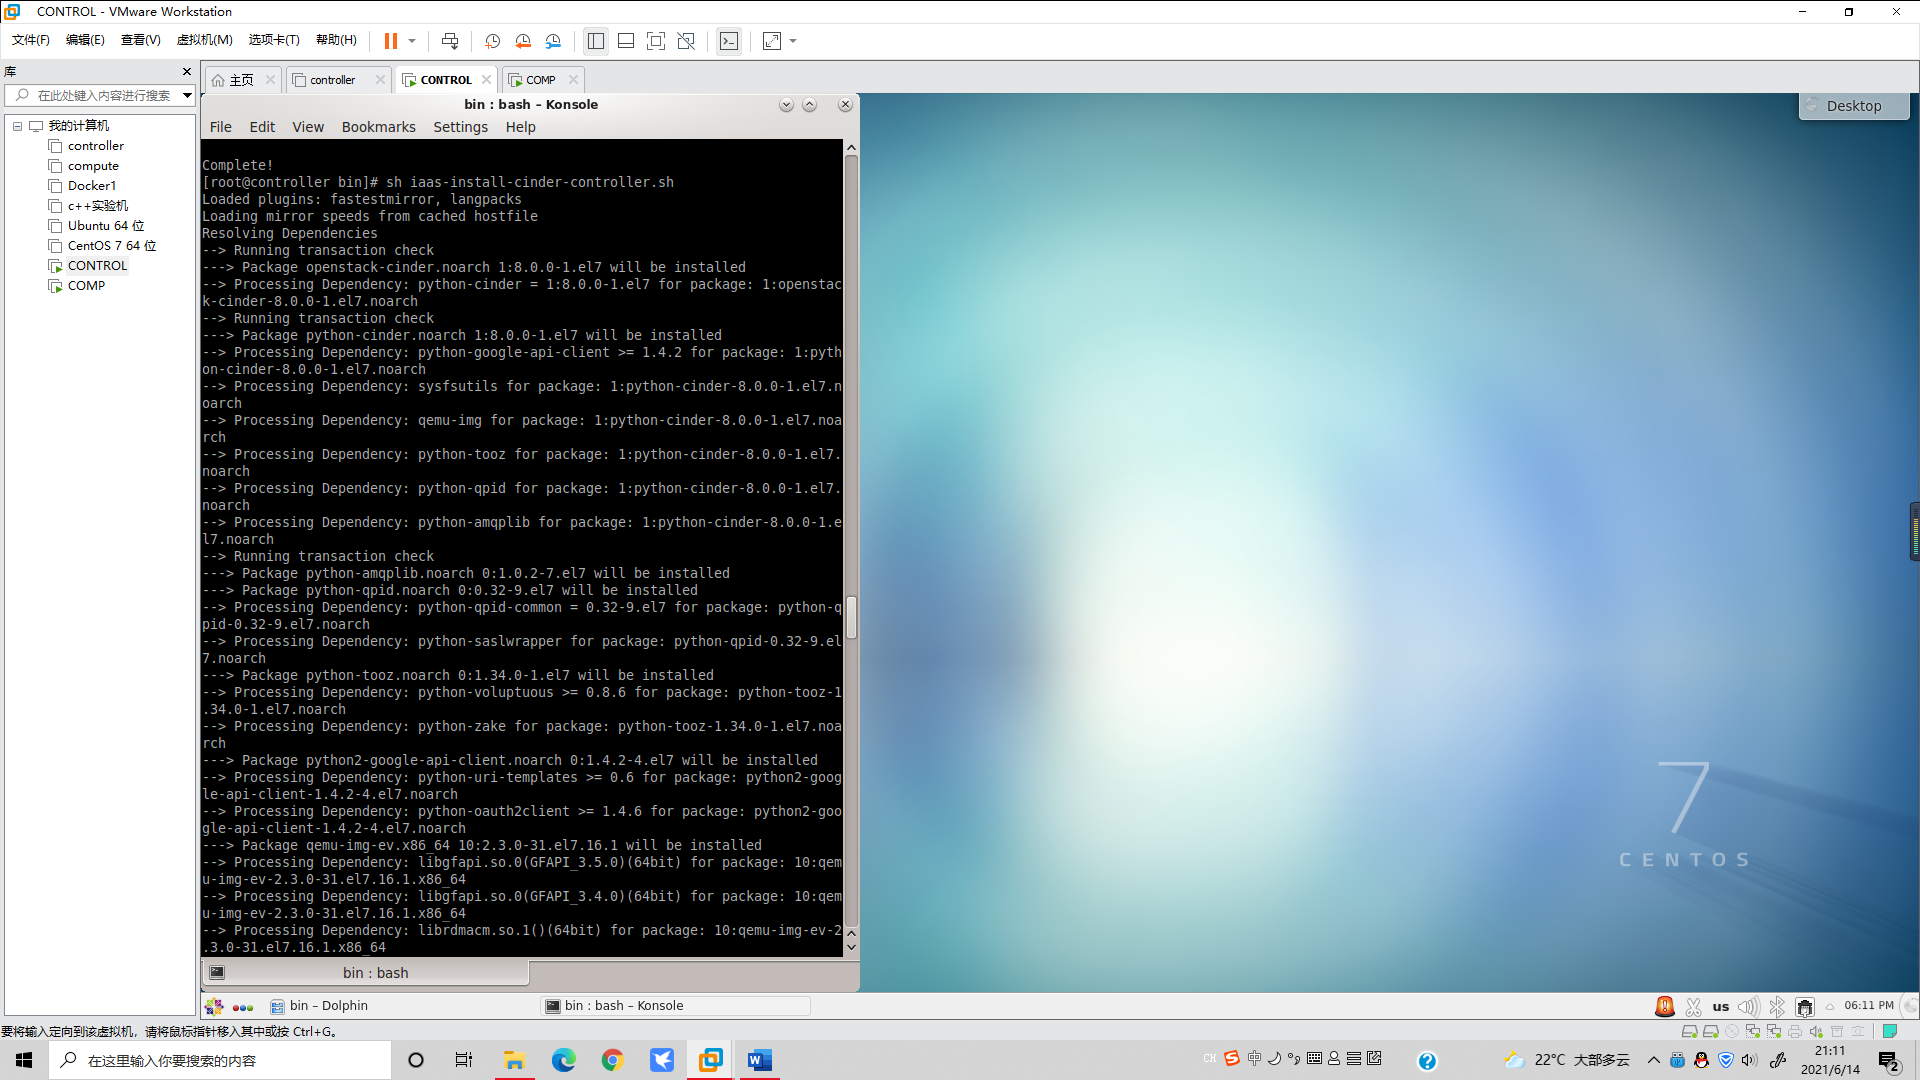 CONTROL - VMware Workstation
文件(F) 编辑(E) 查看(V) 虚拟机(M) 选项卡(T) 帮助(H)
库
在此处键入内容进行搜索
我的计算机
controller
compute
Docker1
c++实验机
Ubuntu 64 位
CentOS 7 64 位
CONTROL
COMP
主页 controller CONTROL COMP
bin : bash – Konsole
File Edit View Bookmarks Settings Help
Complete!
[root@controller bin]# sh iaas-install-cinder-controller.sh
Loaded plugins: fastestmirror, langpacks
Loading mirror speeds from cached hostfile
Resolving Dependencies
--> Running transaction check
---> Package openstack-cinder.noarch 1:8.0.0-1.el7 will be installed
--> Processing Dependency: python-cinder = 1:8.0.0-1.el7 for package: 1:openstac
k-cinder-8.0.0-1.el7.noarch
--> Running transaction check
---> Package python-cinder.noarch 1:8.0.0-1.el7 will be installed
--> Processing Dependency: python-google-api-client >= 1.4.2 for package: 1:pyth
on-cinder-8.0.0-1.el7.noarch
--> Processing Dependency: sysfsutils for package: 1:python-cinder-8.0.0-1.el7.n
oarch
--> Processing Dependency: qemu-img for package: 1:python-cinder-8.0.0-1.el7.noa
rch
--> Processing Dependency: python-tooz for package: 1:python-cinder-8.0.0-1.el7.
noarch
--> Processing Dependency: python-qpid for package: 1:python-cinder-8.0.0-1.el7.
noarch
--> Processing Dependency: python-amqplib for package: 1:python-cinder-8.0.0-1.e
l7.noarch
--> Running transaction check
---> Package python-amqplib.noarch 0:1.0.2-7.el7 will be installed
---> Package python-qpid.noarch 0:0.32-9.el7 will be installed
--> Processing Dependency: python-qpid-common = 0.32-9.el7 for package: python-q
pid-0.32-9.el7.noarch
--> Processing Dependency: python-saslwrapper for package: python-qpid-0.32-9.el
7.noarch
---> Package python-tooz.noarch 0:1.34.0-1.el7 will be installed
--> Processing Dependency: python-voluptuous >= 0.8.6 for package: python-tooz-1
.34.0-1.el7.noarch
--> Processing Dependency: python-zake for package: python-tooz-1.34.0-1.el7.noa
rch
---> Package python2-google-api-client.noarch 0:1.4.2-4.el7 will be installed
--> Processing Dependency: python-uri-templates >= 0.6 for package: python2-goog
le-api-client-1.4.2-4.el7.noarch
--> Processing Dependency: python-oauth2client >= 1.4.6 for package: python2-goo
gle-api-client-1.4.2-4.el7.noarch
---> Package qemu-img-ev.x86_64 10:2.3.0-31.el7.16.1 will be installed
--> Processing Dependency: libgfapi.so.0(GFAPI_3.5.0)(64bit) for package: 10:qem
u-img-ev-2.3.0-31.el7.16.1.x86_64
--> Processing Dependency: libgfapi.so.0(GFAPI_3.4.0)(64bit) for package: 10:qem
u-img-ev-2.3.0-31.el7.16.1.x86_64
--> Processing Dependency: librdmacm.so.1()(64bit) for package: 10:qemu-img-ev-2
.3.0-31.el7.16.1.x86_64
bin : bash
Desktop
7
CENTOS
bin – Dolphin
bin : bash – Konsole
us
06:11 PM
要将输入定向到该虚拟机，请将鼠标指针移入其中或按 Ctrl+G。
在这里输入你要搜索的内容
CH
中
22°C 大部多云
21:11
2021/6/14
2